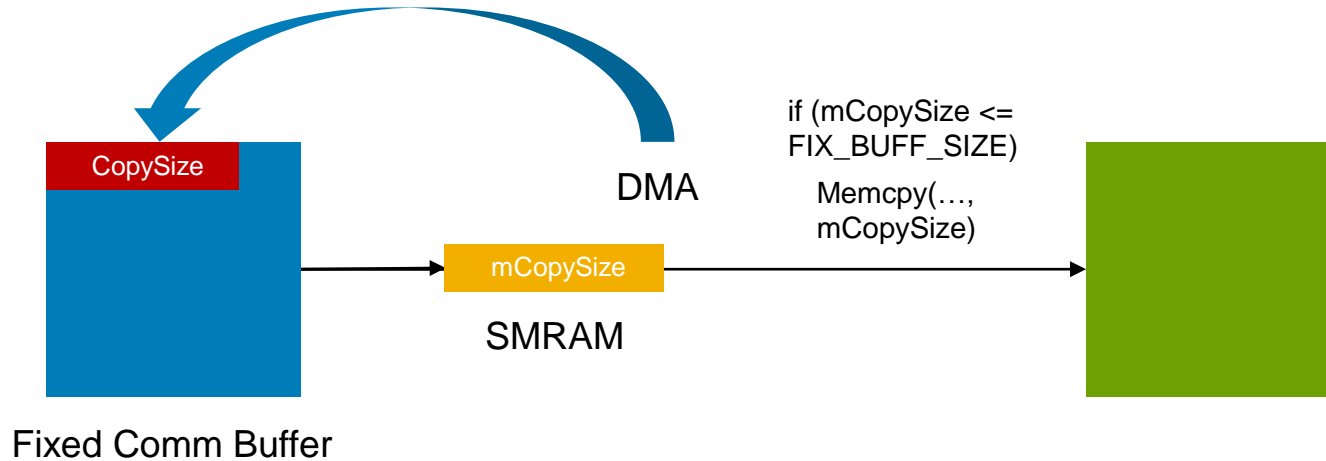 if (mCopySize <=
FIX_BUFF_SIZE)
CopySize
DMA
Memcpy(…,
mCopySize)
mCopySize
SMRAM
Fixed Comm Buffer